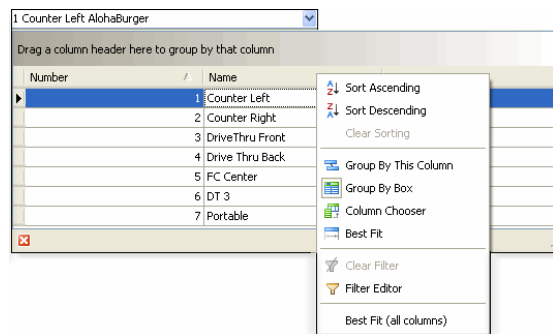 1 Counter Left AlohaBurger
Drag a column header here to group by that column
Number Name
1 Counter Left
2 Counter Right
3 DriveThru Front
4 Drive Thru Back
5 FC Center
6 DT 3
7 Portable
Sort Ascending
Sort Descending
Clear Sorting
Group By This Column
Group By Box
Column Chooser
Best Fit
Clear Filter
Filter Editor
Best Fit (all columns)